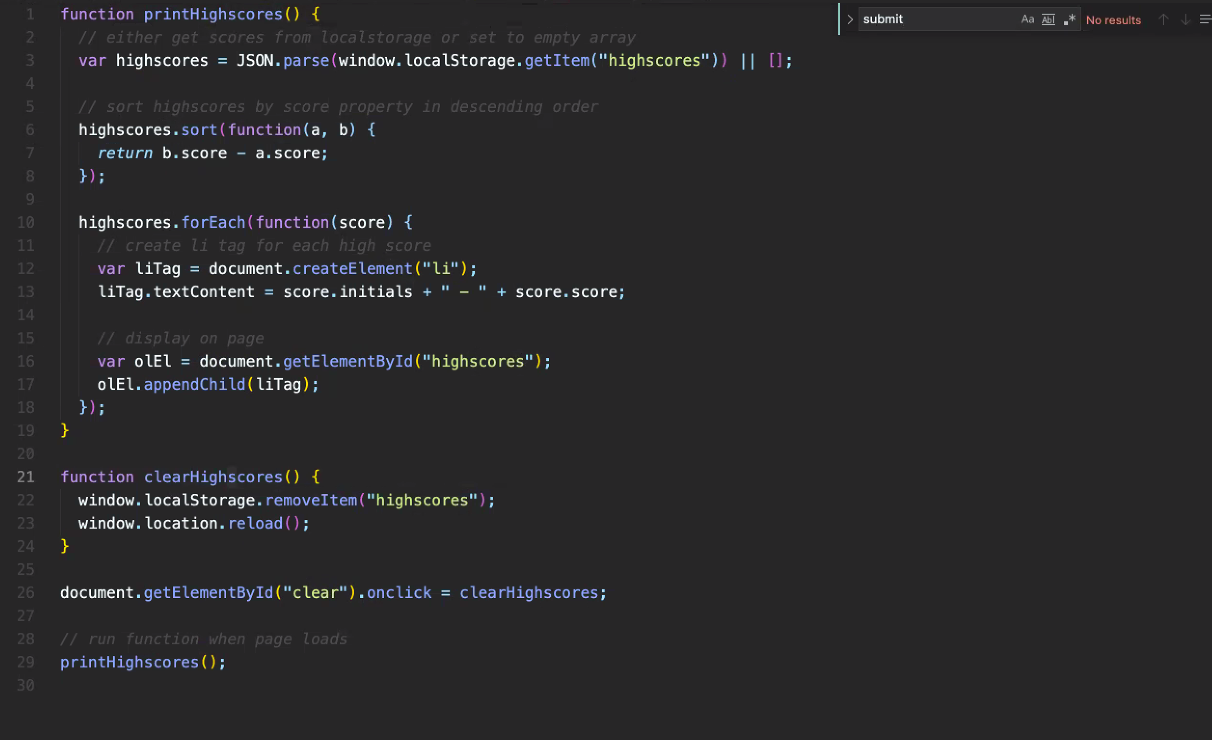 1 function printHighscores() {
2 // either get scores from localstorage or set to empty array
3 var highscores = JSON.parse(window.localStorage.getItem("highscores")) || [];
4
5 // sort highscores by score property in descending order
6 highscores.sort(function(a, b) {
7 return b.score - a.score;
8 });
9
10 highscores.forEach(function(score) {
11 // create li tag for each high score
12 var liTag = document.createElement("li");
13 liTag.textContent = score.initials + " - " + score.score;
14
15 // display on page
16 var olEl = document.getElementById("highscores");
17 olEl.appendChild(liTag);
18 });
19 }
20
21 function clearHighscores() {
22 window.localStorage.removeItem("highscores");
23 window.location.reload();
24 }
25
26 document.getElementById("clear").onclick = clearHighscores;
27
28 // run function when page loads
29 printHighscores();
30
submit Aa Abl .* No results